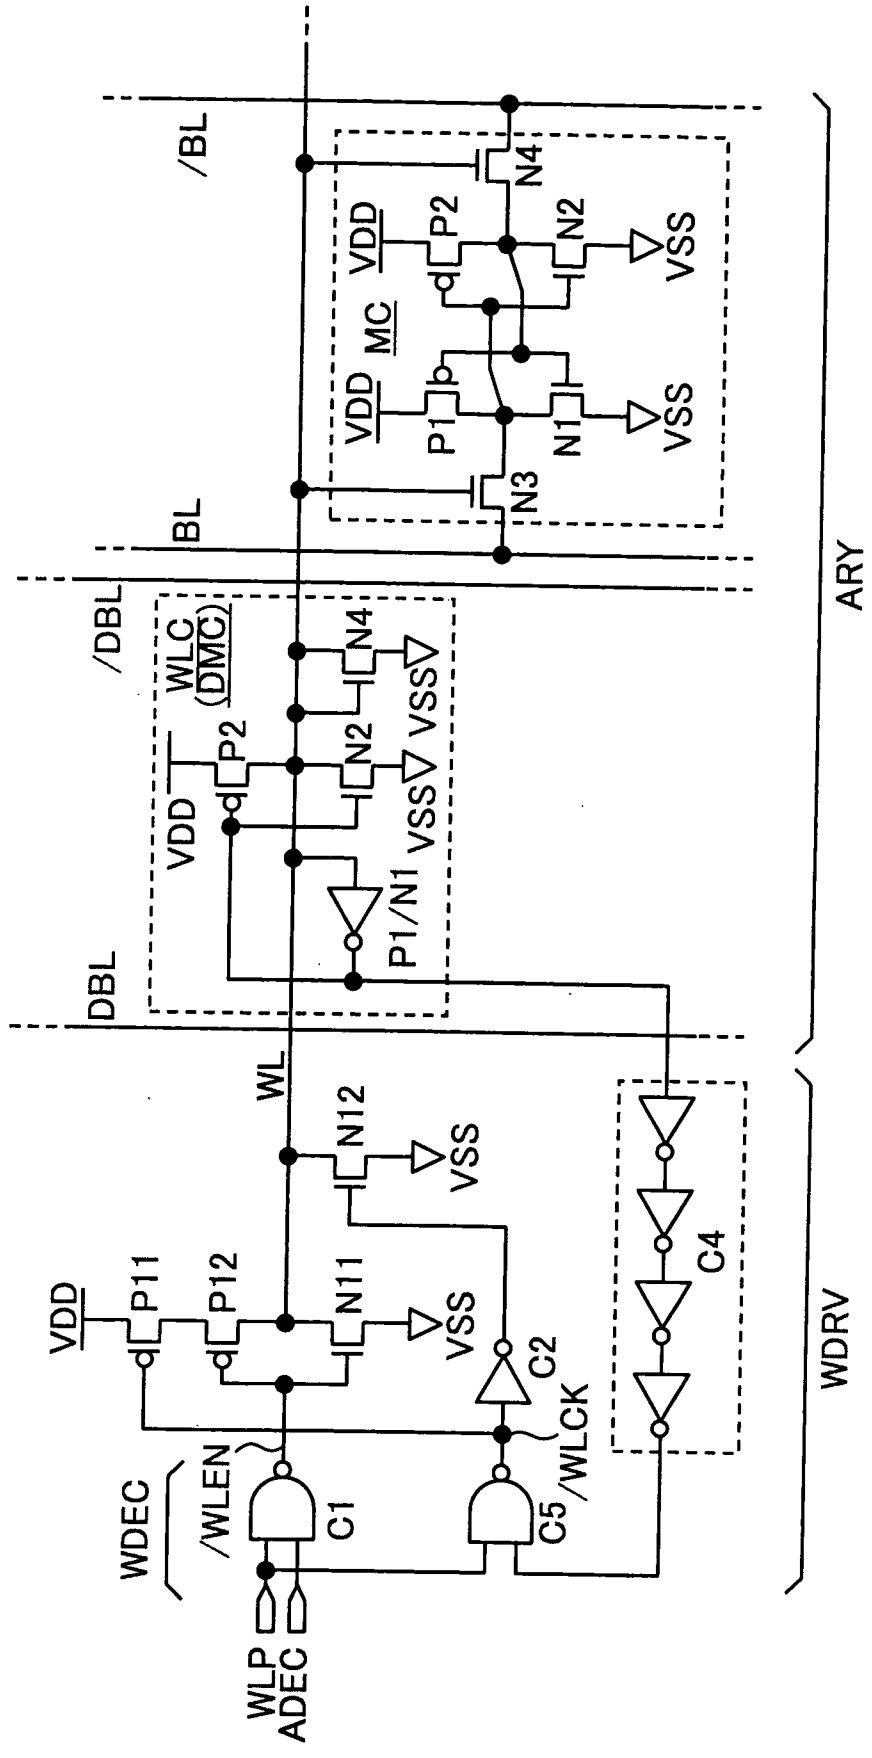 WDEC
WLP
ADEC
/WLEN
C1
C5
/WLCK
C2
VDD
P11
P12
N11
VSS
WL
N12
VSS
C4
WDRV
DBL
/DBL
WLC
(DMC)
VDD
P2
P1/N1
N2
VSS
N4
VSS
BL
/BL
MC
VDD
P1
N1
VSS
VDD
P2
N2
VSS
N3
N4
ARY